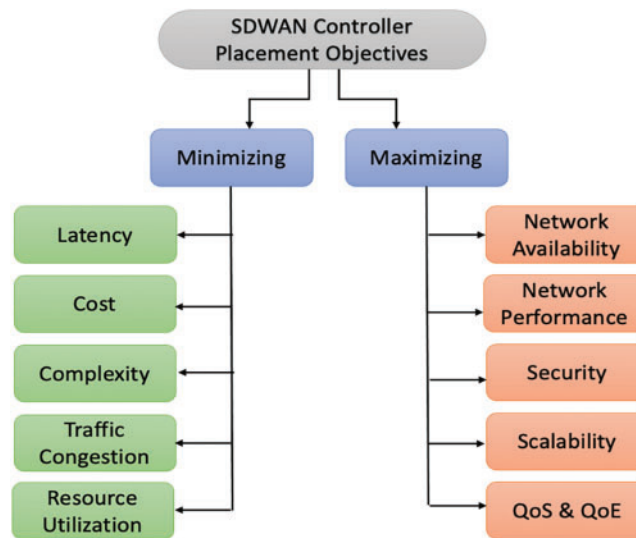 SDWAN Controller
Placement Objectives
Minimizing
Maximizing
Latency
Cost
Complexity
Traffic
Congestion
Resource
Utilization
Network
Availability
Network
Performance
Security
Scalability
QoS & QoE